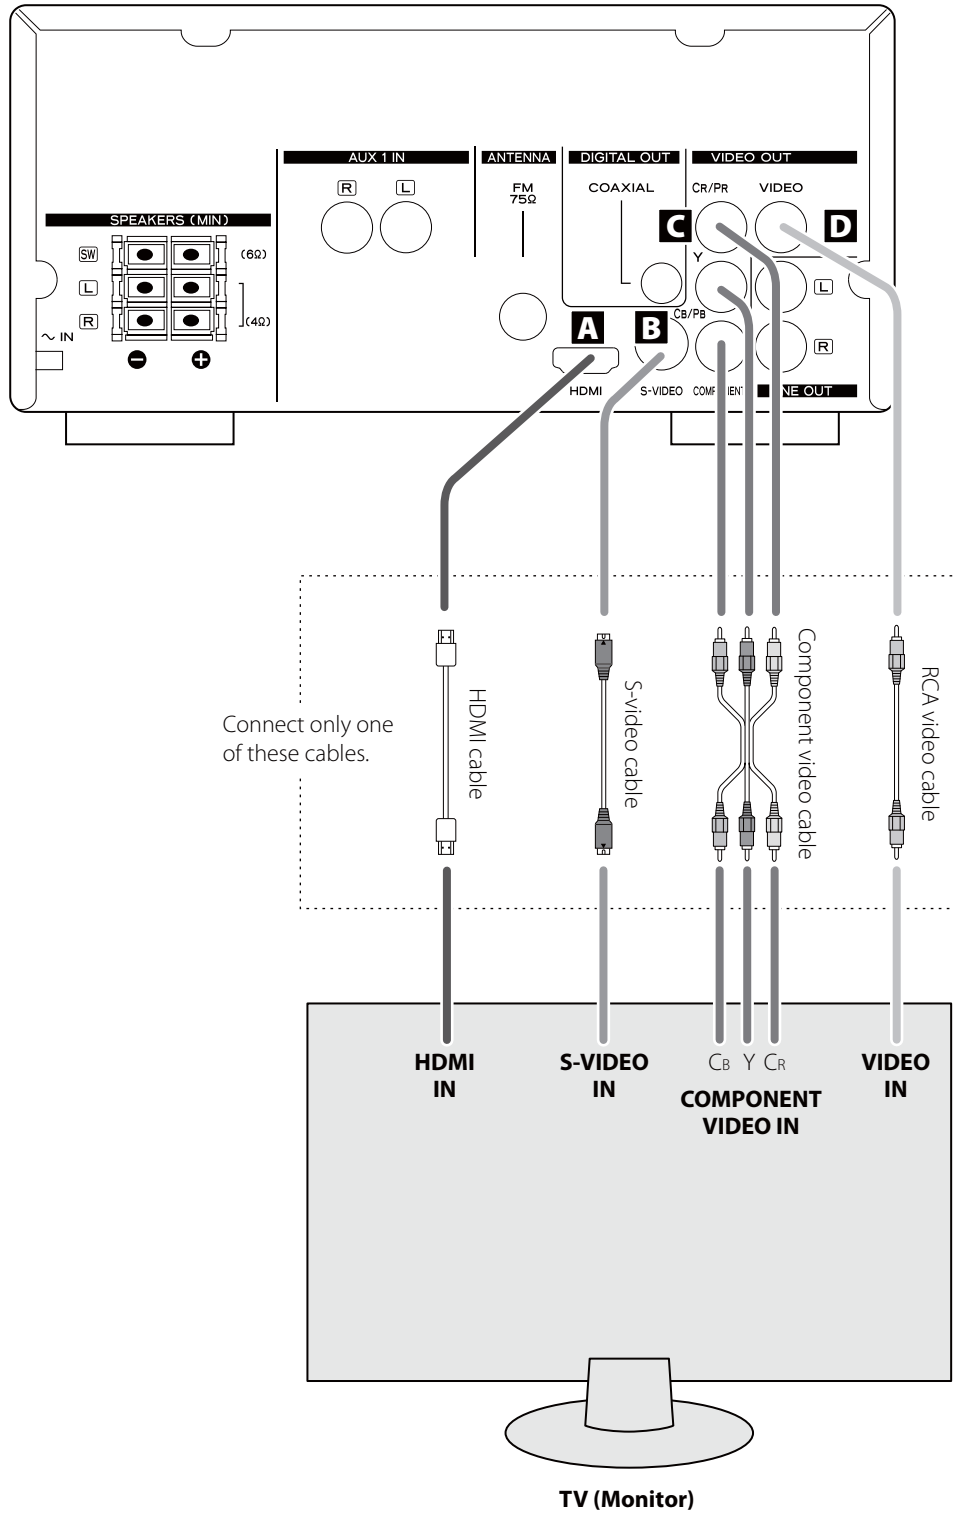 AUX 1 IN
ANTENNA
DIGITAL OUT
VIDEO OUT
R
L
FM
75Ω
COAXIAL
CR/PR
VIDEO
SPEAKERS (MIN)
C
D
SW
(6Ω)
Y
L
L
R
(4Ω)
CB/PB
A
B
R
~ IN
HDMI
S-VIDEO
COMPONENT
LINE OUT
Connect only one
of these cables.
HDMI cable
S-video cable
Component video cable
RCA video cable
HDMI
IN
S-VIDEO
IN
CB Y CR
COMPONENT
VIDEO IN
VIDEO
IN
TV (Monitor)